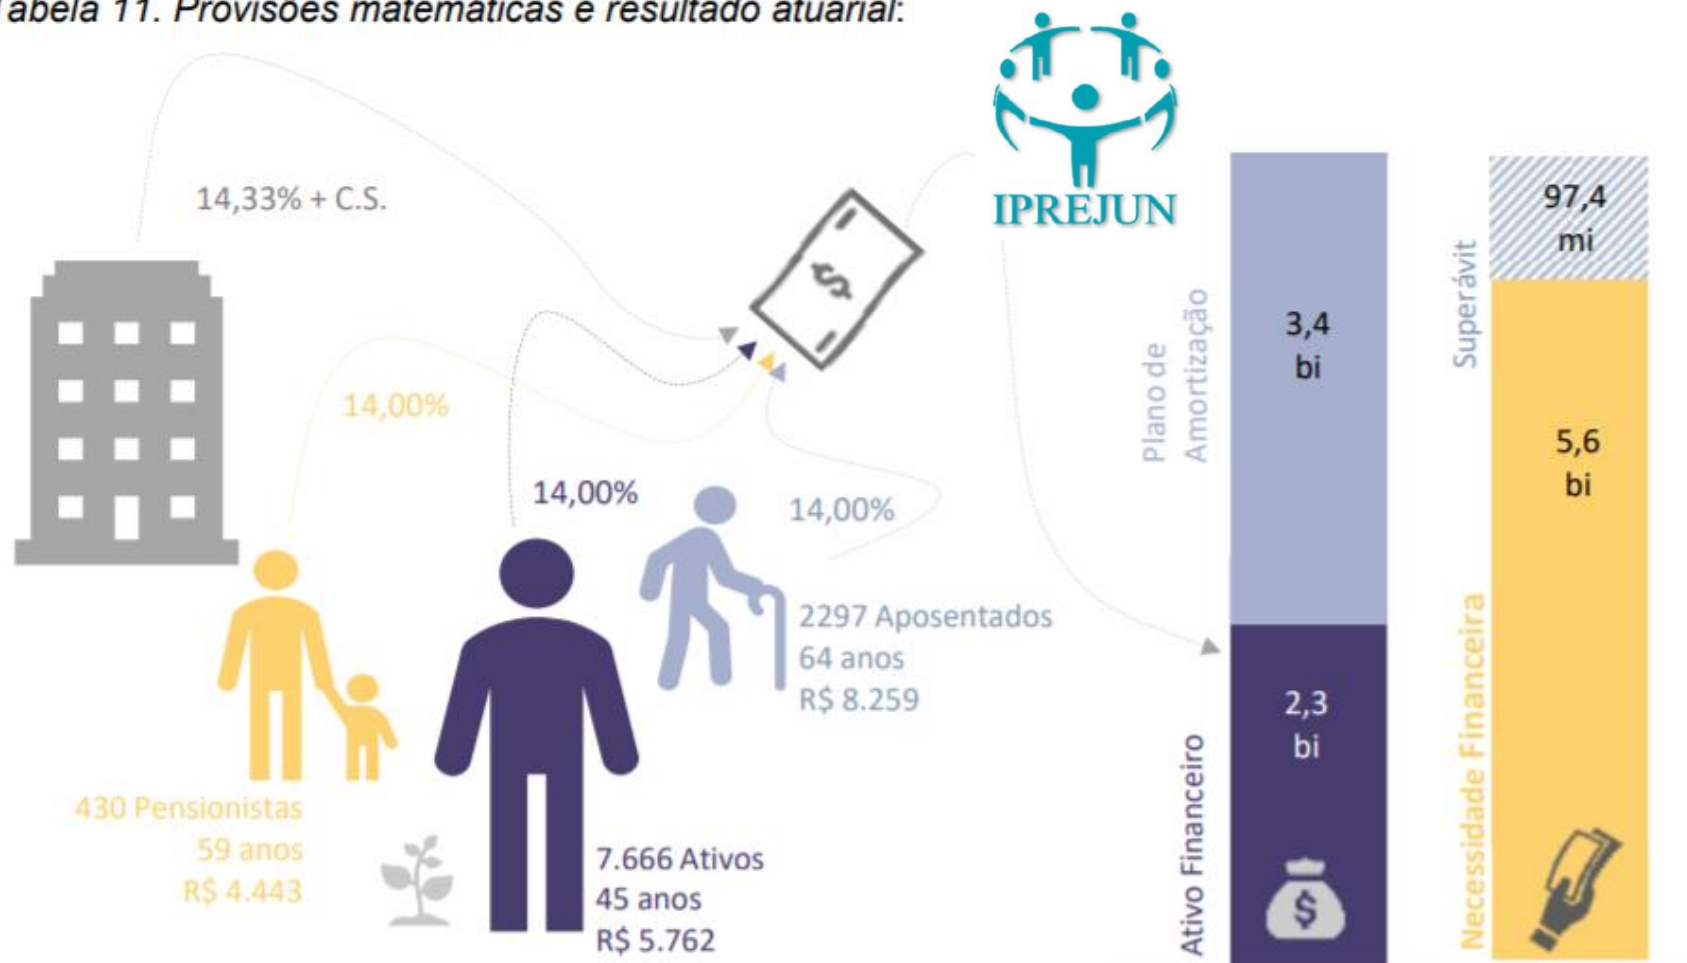 Tabela 11. Provisões matemáticas e resultado atuarial:
IPREJUN
14,33% + C.S.
14,00%
14,00%
14,00%
2297 Aposentados
64 anos
R$ 8.259
430 Pensionistas
59 anos
R$ 4.443
7.666 Ativos
45 anos
R$ 5.762
Plano de
Amortização
3,4
bi
Ativo Financeiro
2,3
bi
$
$
Superávit
97,4
mi
Necessidade Financeira
5,6
bi